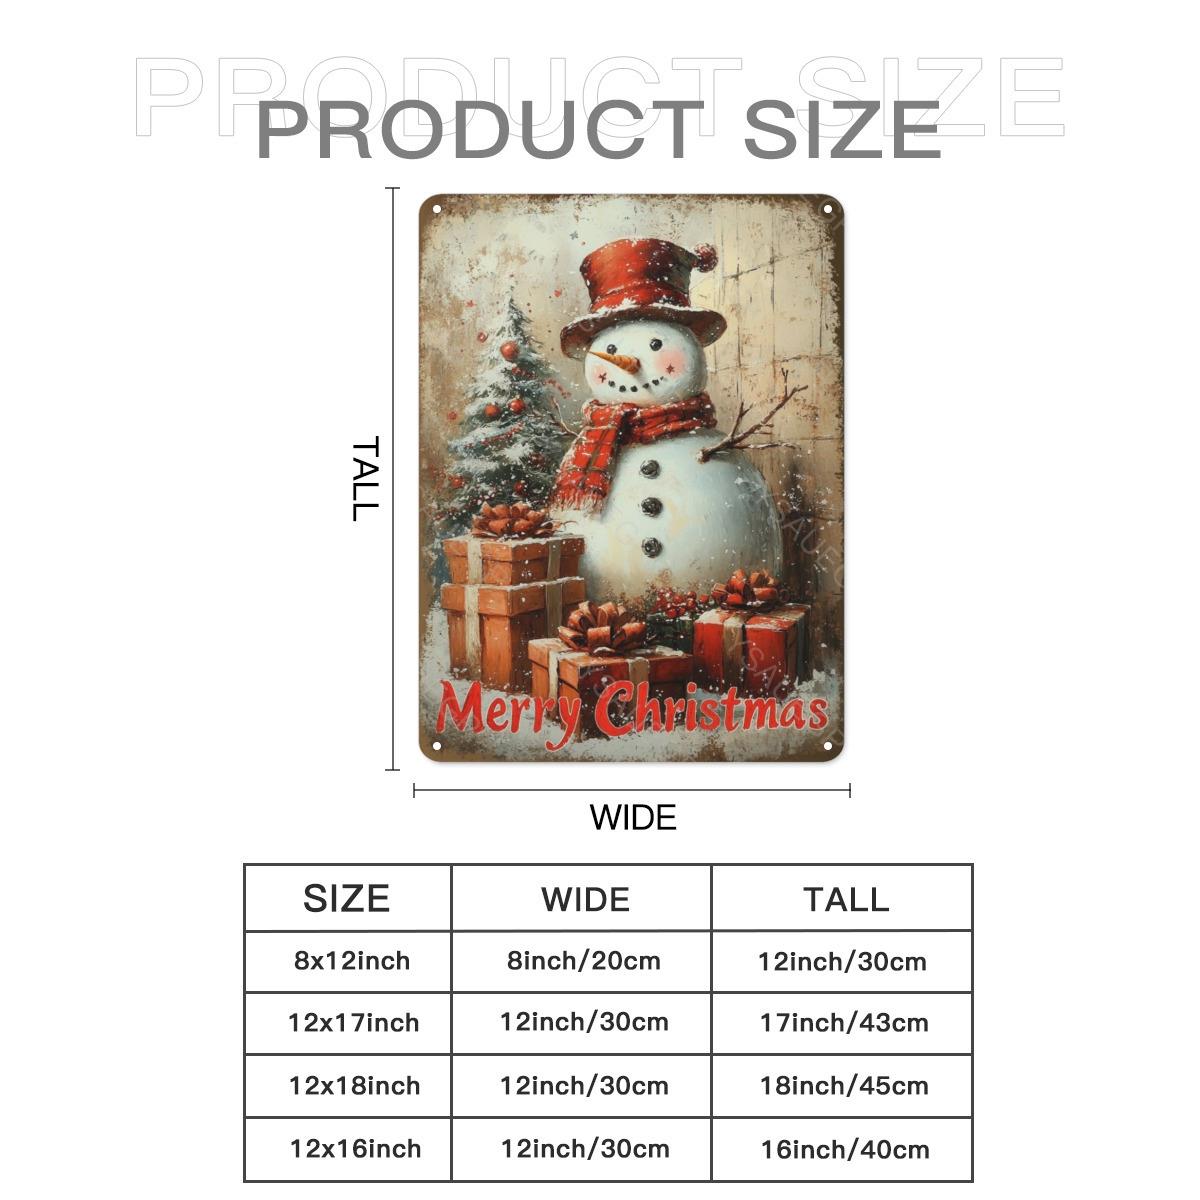 PRODUCT SIZE
PRODUCT SIZE
TALL
Merry Christmas
WIDE
SIZE WIDE TALL
8x12inch 8inch/20cm 12inch/30cm
12x17inch 12inch/30cm 17inch/43cm
12x18inch 12inch/30cm 18inch/45cm
12x16inch 12inch/30cm 16inch/40cm